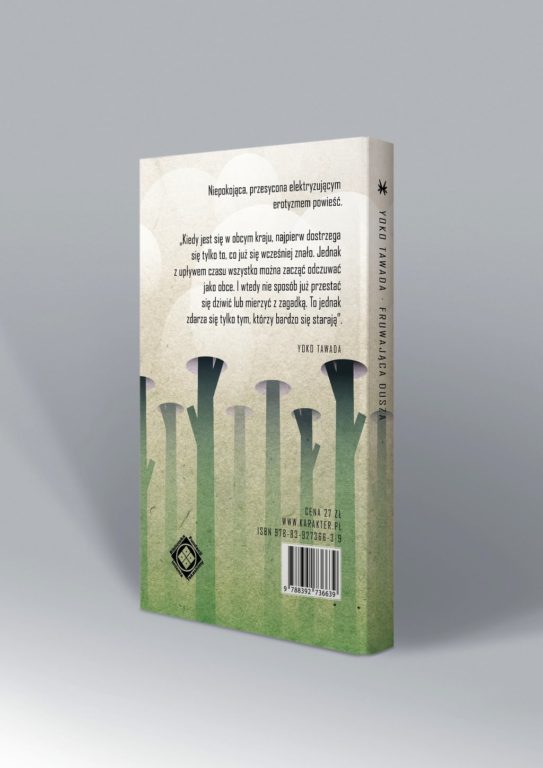 Niepokojąca, przesycona elektryzującym
erotyzmem powieść.
„Kiedy jest się w obcym kraju, najpierw dostrzega
się tylko to, co już się wcześniej znało. Jednak
z upływem czasu wszystko można zacząć odczuwać
jako obce. I wtedy nie sposób już przestać
się dziwić lub mierzyć z zagadką. To jednak
zdarza się tylko tym, którzy bardzo się starają”.
YOKO TAWADA
CENA 27 ZŁ
WWW.KARAKTER.PL
ISBN 978-83-927366-3-9
9 788392 736639
YOKO TAWADA · FRUWAJĄCA DUSZA